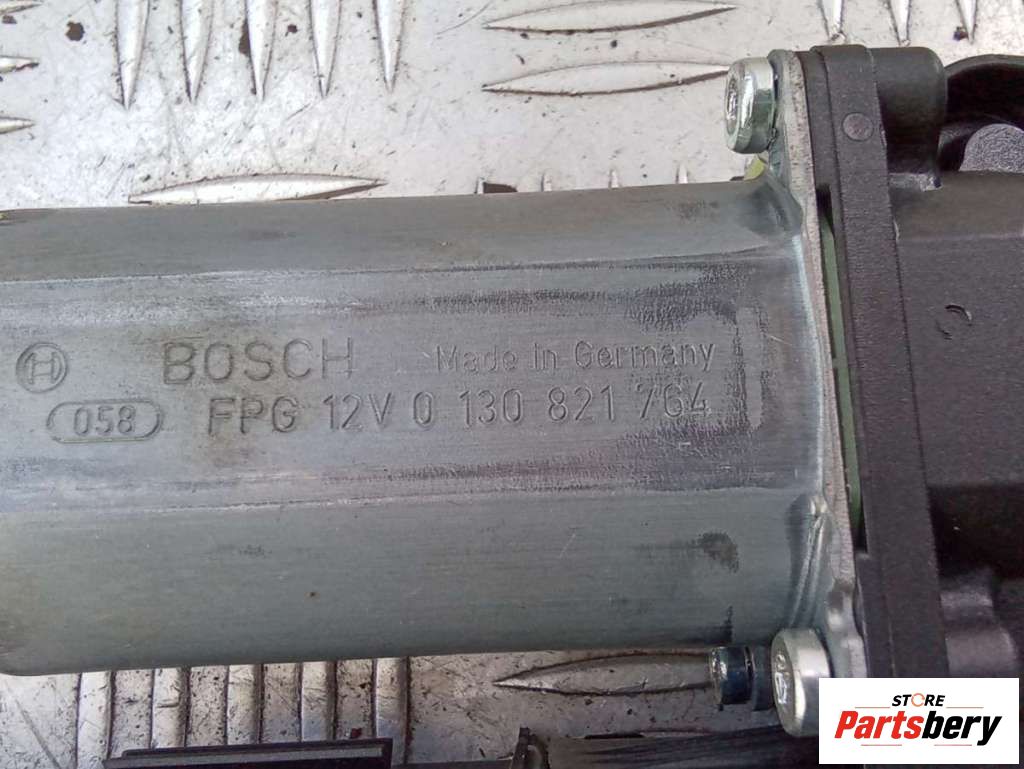 H BOSCH Made in Germany
058 FPG 12V 0 130 821 764
STORE
Partsbery